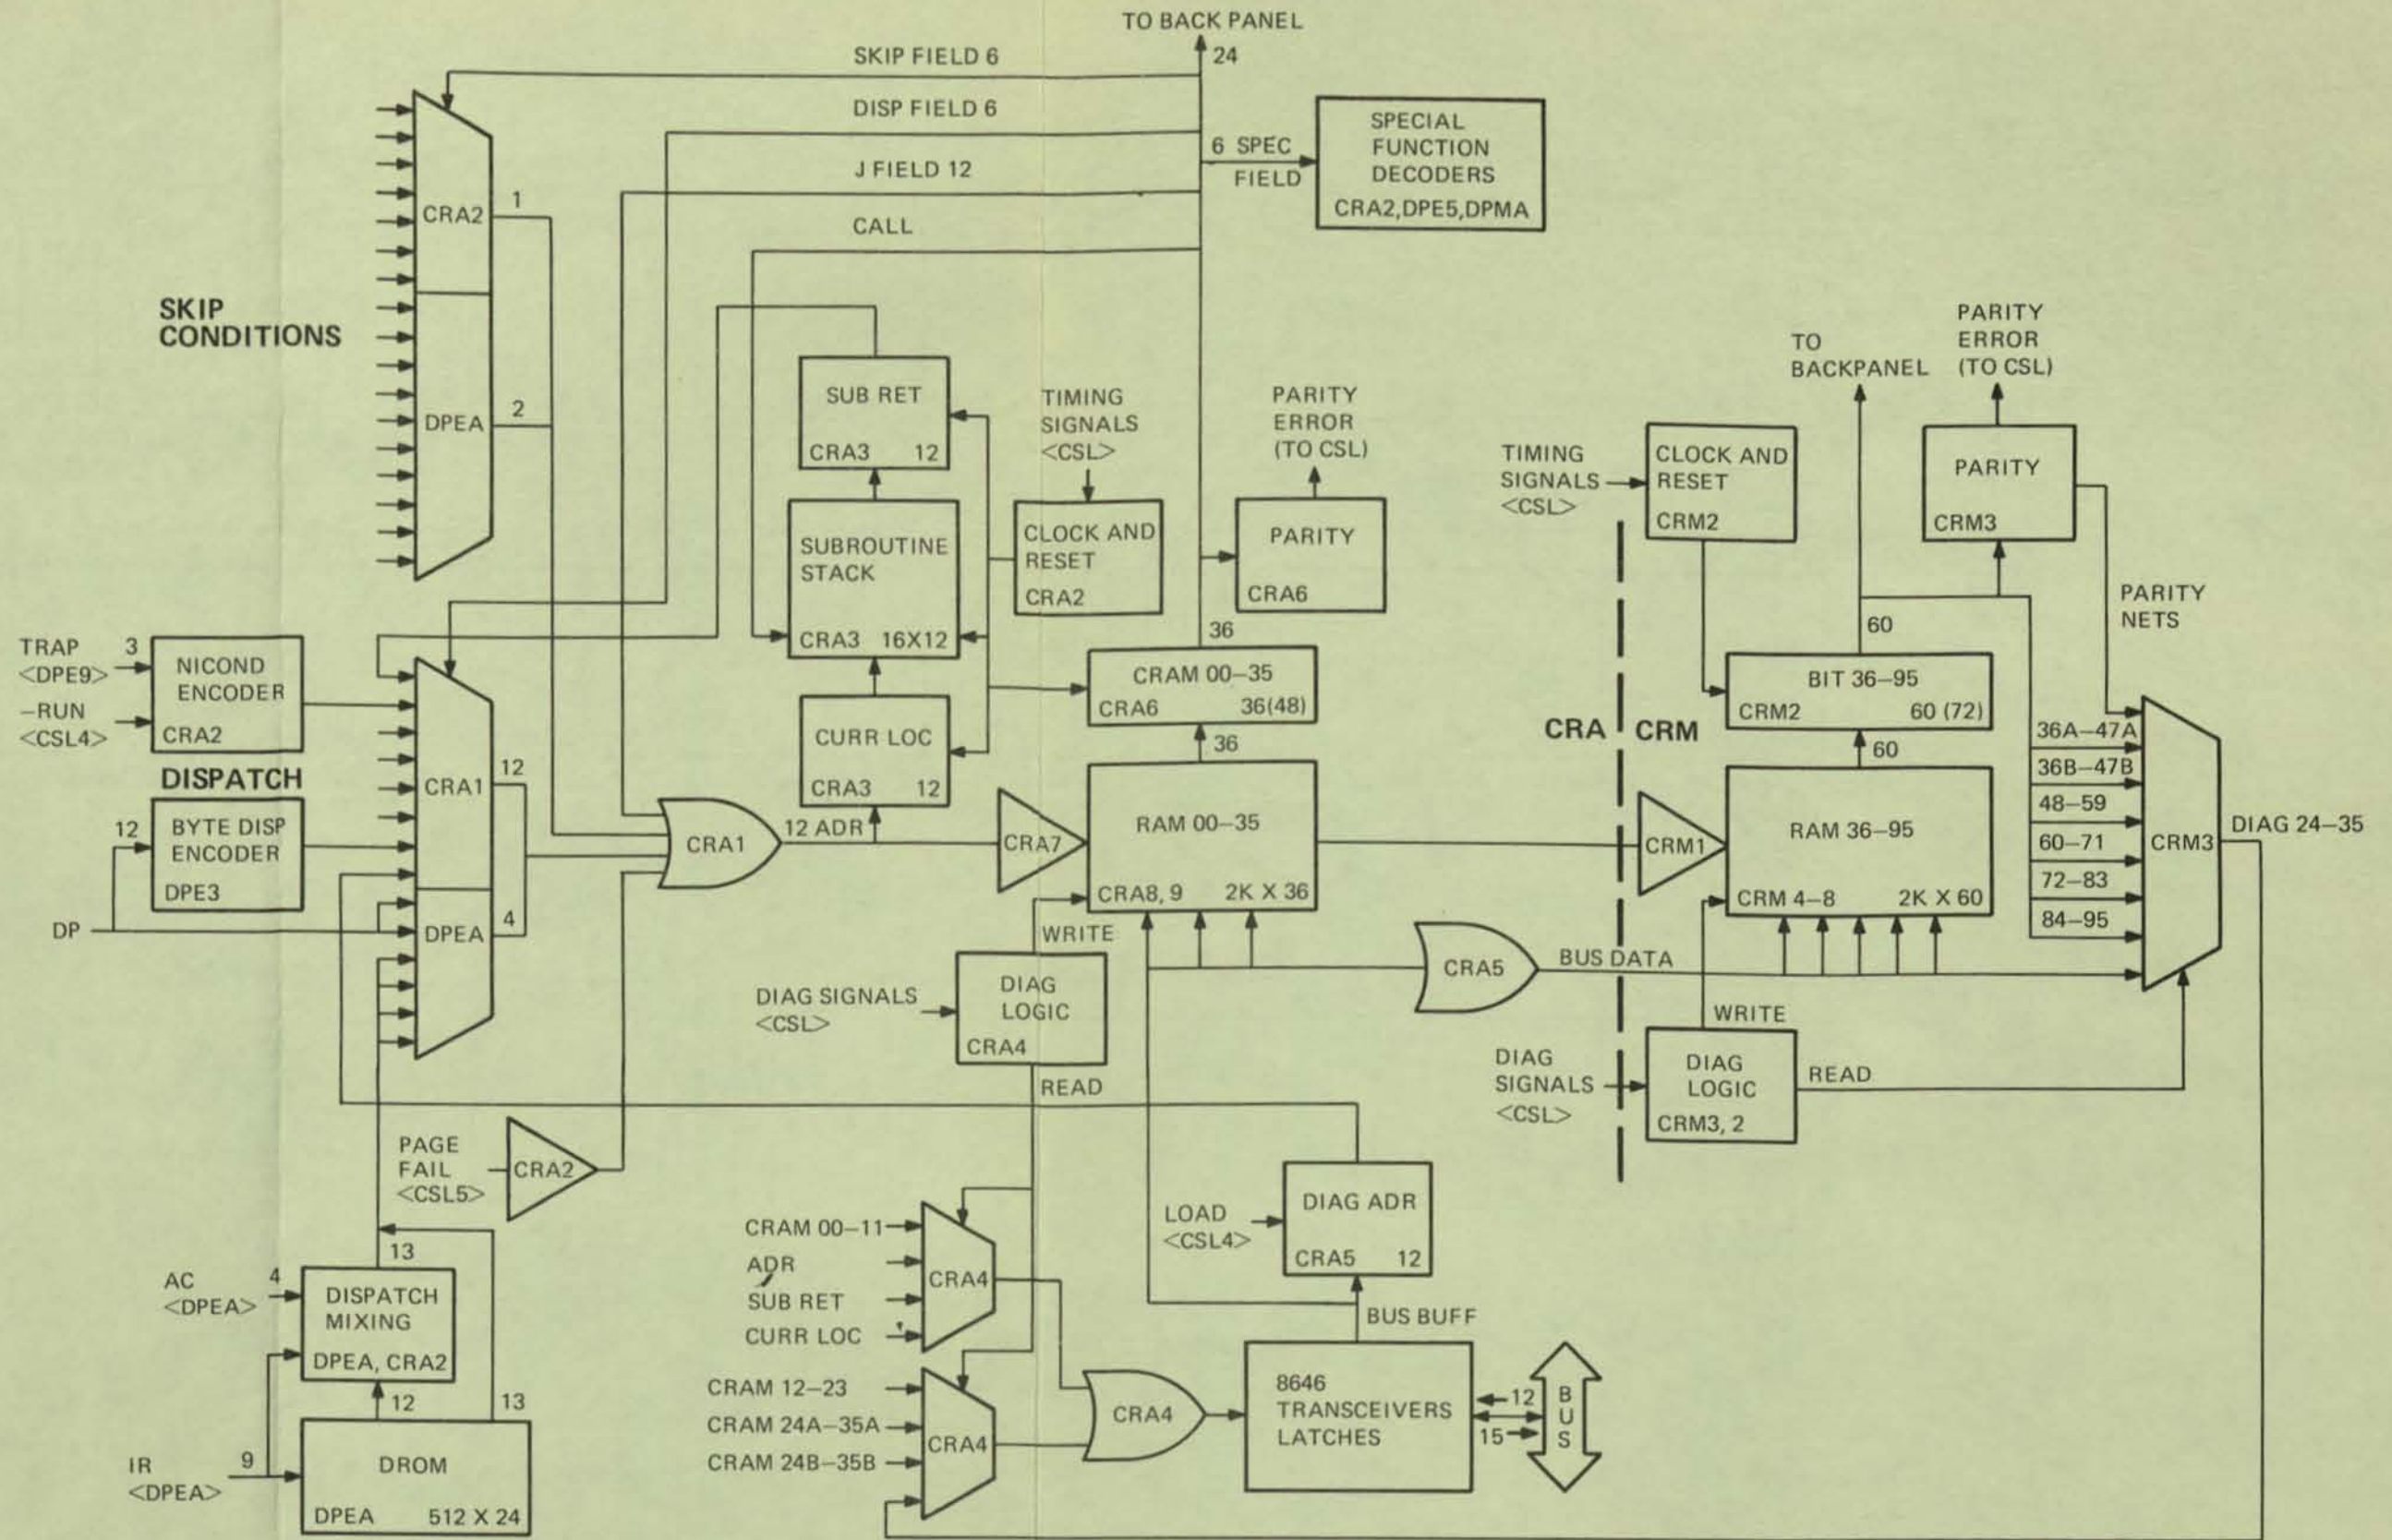 TO BACK PANEL
24
SKIP FIELD 6
DISP FIELD 6
J FIELD 12
CALL
6 SPEC
FIELD
SPECIAL
FUNCTION
DECODERS
CRA2,DPE5,DPMA
CRA2
1
DPEA
2
SKIP
CONDITIONS
SUB RET
CRA3 12
TIMING
SIGNALS
<CSL>
SUBROUTINE
STACK
CRA3 16X12
CLOCK AND
RESET
CRA2
CURR LOC
CRA3 12
PARITY
ERROR
(TO CSL)
PARITY
CRA6
36
CRAM 00–35
CRA6 36(48)
36
TO
BACKPANEL
PARITY
ERROR
(TO CSL)
TIMING
SIGNALS
<CSL>
CLOCK AND
RESET
CRM2
PARITY
CRM3
PARITY
NETS
60
BIT 36–95
CRM2 60 (72)
60
CRA
CRM
TRAP
<DPE9>
3
–RUN
<CSL4>
NICOND
ENCODER
CRA2
DISPATCH
12
BYTE DISP
ENCODER
DPE3
DP
CRA1
12
DPEA
4
CRA1
12 ADR
CRA7
RAM 00–35
CRA8, 9 2K X 36
CRM1
RAM 36–95
CRM 4–8 2K X 60
36A–47A
36B–47B
48–59
60–71
72–83
84–95
CRM3
DIAG 24–35
WRITE
DIAG SIGNALS
<CSL>
DIAG
LOGIC
CRA4
READ
CRA5
BUS DATA
WRITE
DIAG
SIGNALS
<CSL>
DIAG
LOGIC
CRM3, 2
READ
PAGE
FAIL
<CSL5>
CRA2
LOAD
<CSL4>
DIAG ADR
CRA5 12
BUS BUFF
13
AC
<DPEA>
4
DISPATCH
MIXING
DPEA, CRA2
12
13
IR
<DPEA>
9
DROM
DPEA 512 X 24
CRAM 00–11
ADR
SUB RET
CURR LOC
CRA4
CRAM 12–23
CRAM 24A–35A
CRAM 24B–35B
CRA4
CRA4
8646
TRANSCEIVERS
LATCHES
12
15
BUS